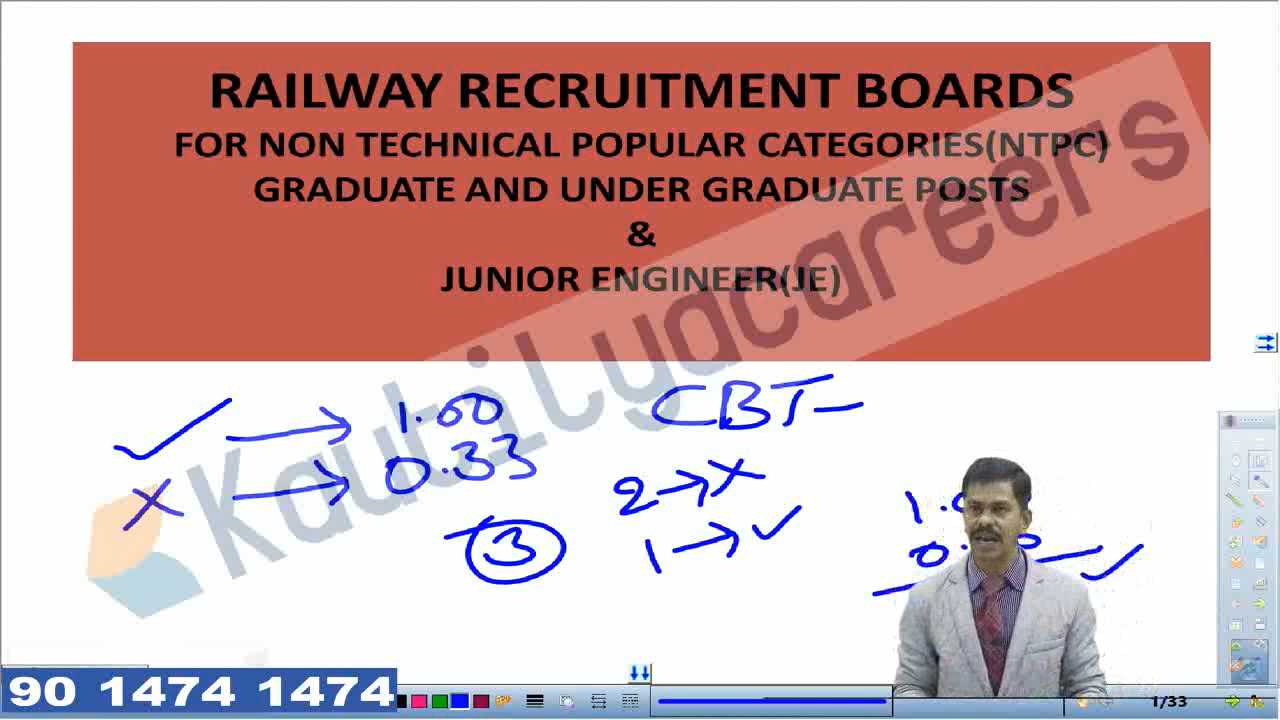 RAILWAY RECRUITMENT BOARDS
FOR NON TECHNICAL POPULAR CATEGORIES(NTPC)
GRADUATE AND UNDER GRADUATE POSTS
&
JUNIOR ENGINEER(JE)
Kautilyacareers
✓ → 1.00
CBT-
X → 0.33
2 → X
③
1 → ✓
90 1474 1474
1/33